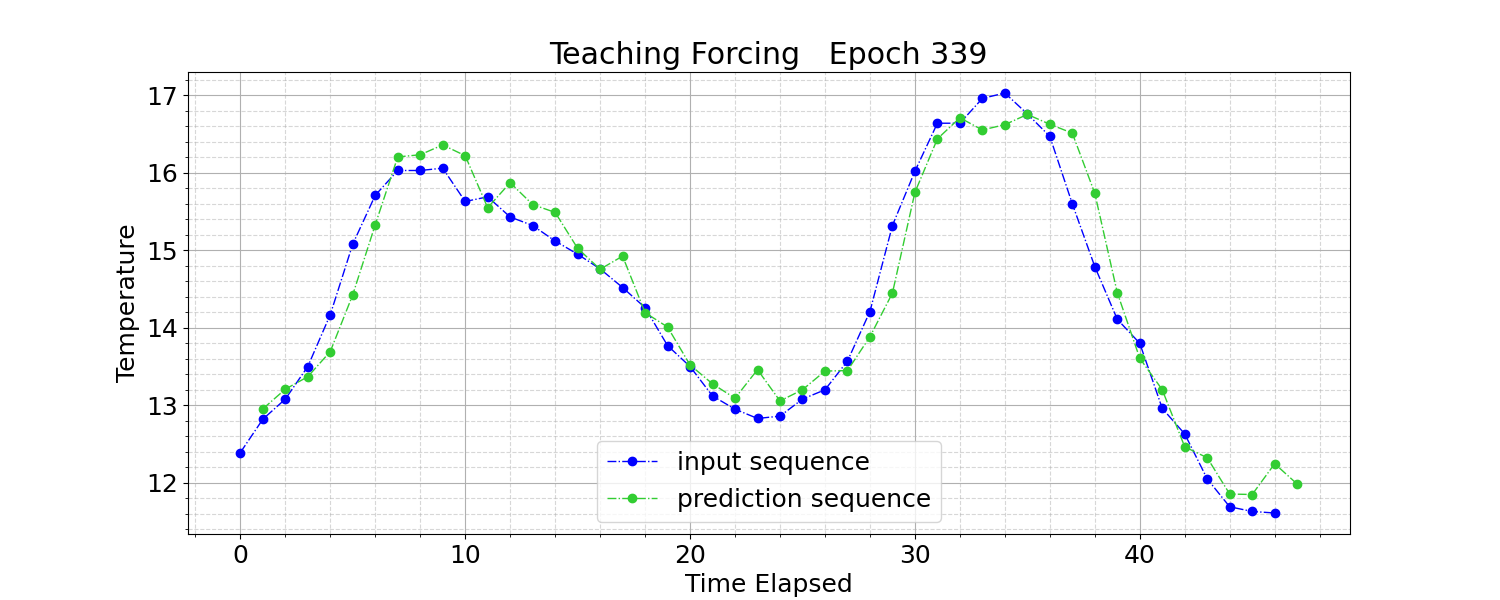 Teaching Forcing   Epoch 339
17
16
15
14
13
12
Temperature
input sequence
prediction sequence
0 10 20 30 40
Time Elapsed